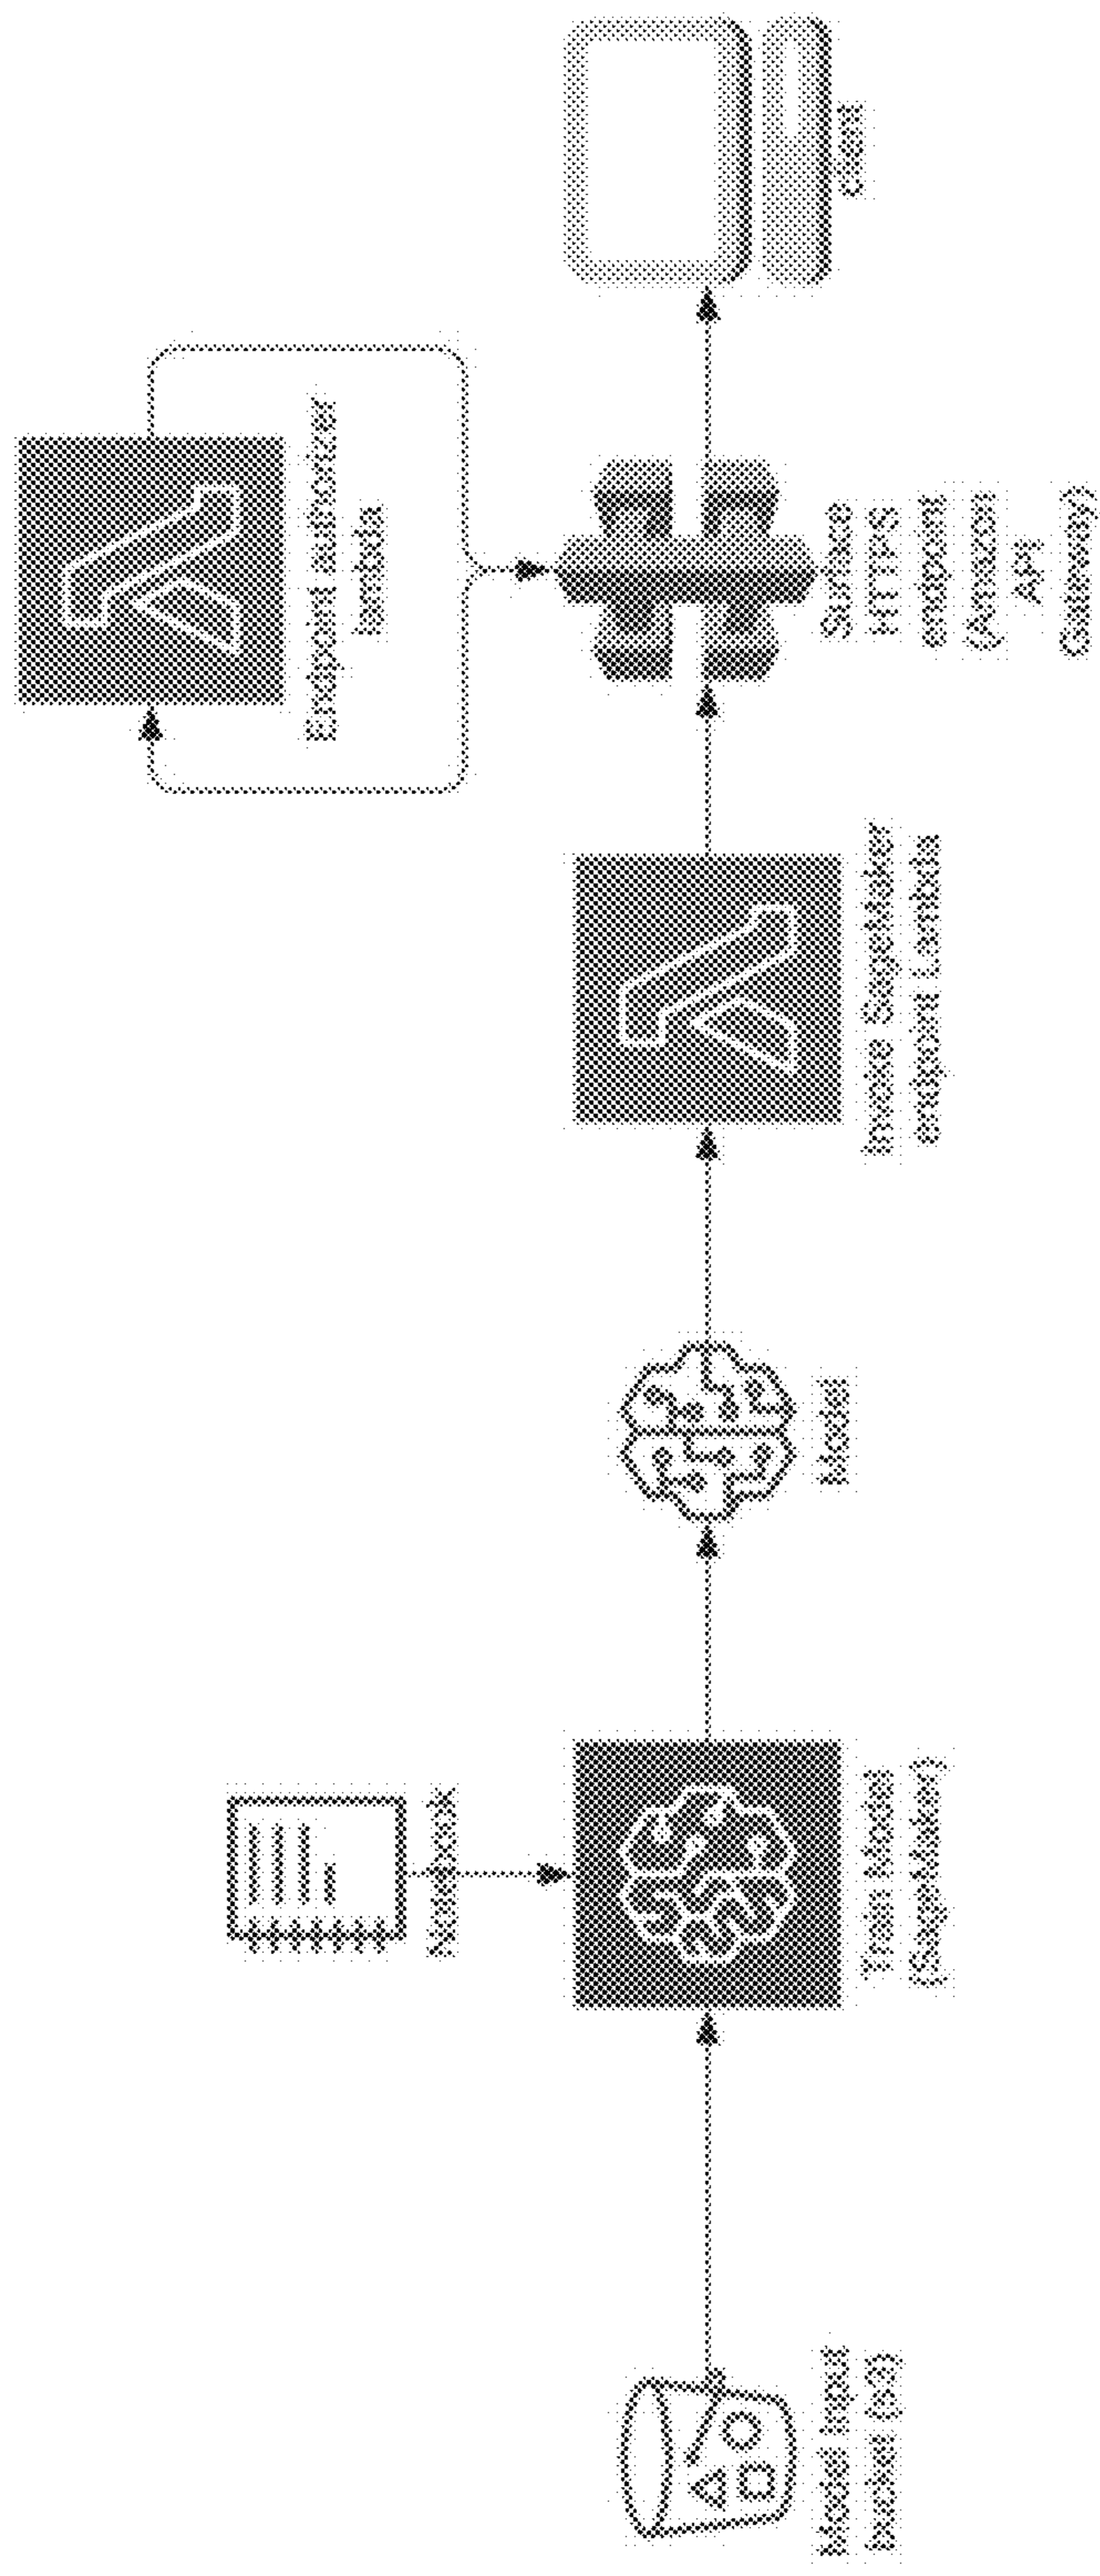 Model Input
bucket (S3)
Notebook
Train Model
(SageMaker)
Model
Invoke SageMaker
endpoint Lambda
Endpoint authorizer
lambda
Surface
HTTPS
endpoint
(Amazon
API
Gateway)
Client